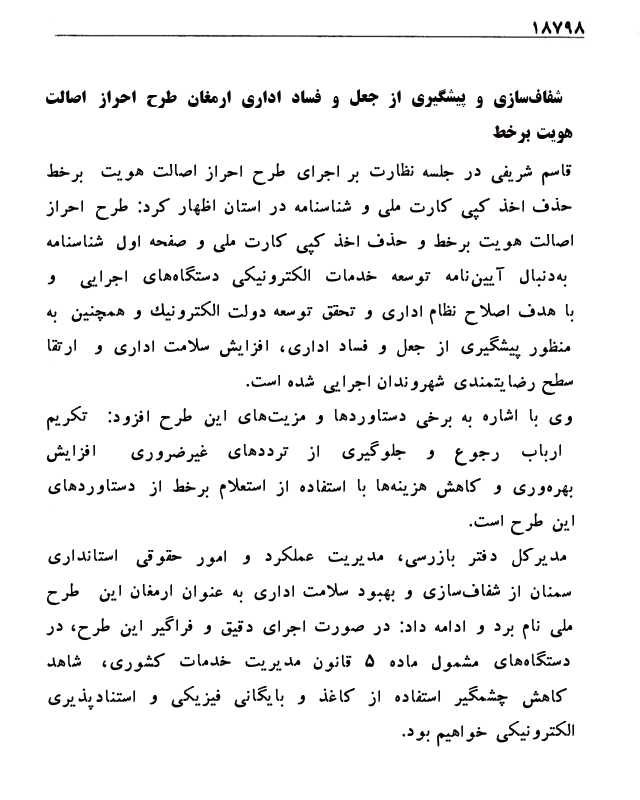 ۱۸۷۹۸
شفاف‌سازی و پیشگیری از جعل و فساد اداری ارمغان طرح احراز اصالت
هویت برخط
قاسم شریفی در جلسه نظارت بر اجرای طرح احراز اصالت هویت برخط
حذف اخذ کپی کارت ملی و شناسنامه در استان اظهار کرد: طرح احراز
اصالت هویت برخط و حذف اخذ کپی کارت ملی و صفحه اول شناسنامه
به‌دنبال آیین‌نامه توسعه خدمات الکترونیکی دستگاه‌های اجرایی و
با هدف اصلاح نظام اداری و تحقق توسعه دولت الکترونیك و همچنین به
منظور پیشگیری از جعل و فساد اداری، افزایش سلامت اداری و ارتقا
سطح رضایتمندی شهروندان اجرایی شده است.
وی با اشاره به برخی دستاوردها و مزیت‌های این طرح افزود: تکریم
ارباب رجوع و جلوگیری از ترددهای غیرضروری افزایش
بهره‌وری و کاهش هزینه‌ها با استفاده از استعلام برخط از دستاوردهای
این طرح است.
مدیرکل دفتر بازرسی، مدیریت عملکرد و امور حقوقی استانداری
سمنان از شفاف‌سازی و بهبود سلامت اداری به عنوان ارمغان این طرح
ملی نام برد و ادامه داد: در صورت اجرای دقیق و فراگیر این طرح، در
دستگاه‌های مشمول ماده ۵ قانون مدیریت خدمات کشوری، شاهد
کاهش چشمگیر استفاده از کاغذ و بایگانی فیزیکی و استنادپذیری
الکترونیکی خواهیم بود.